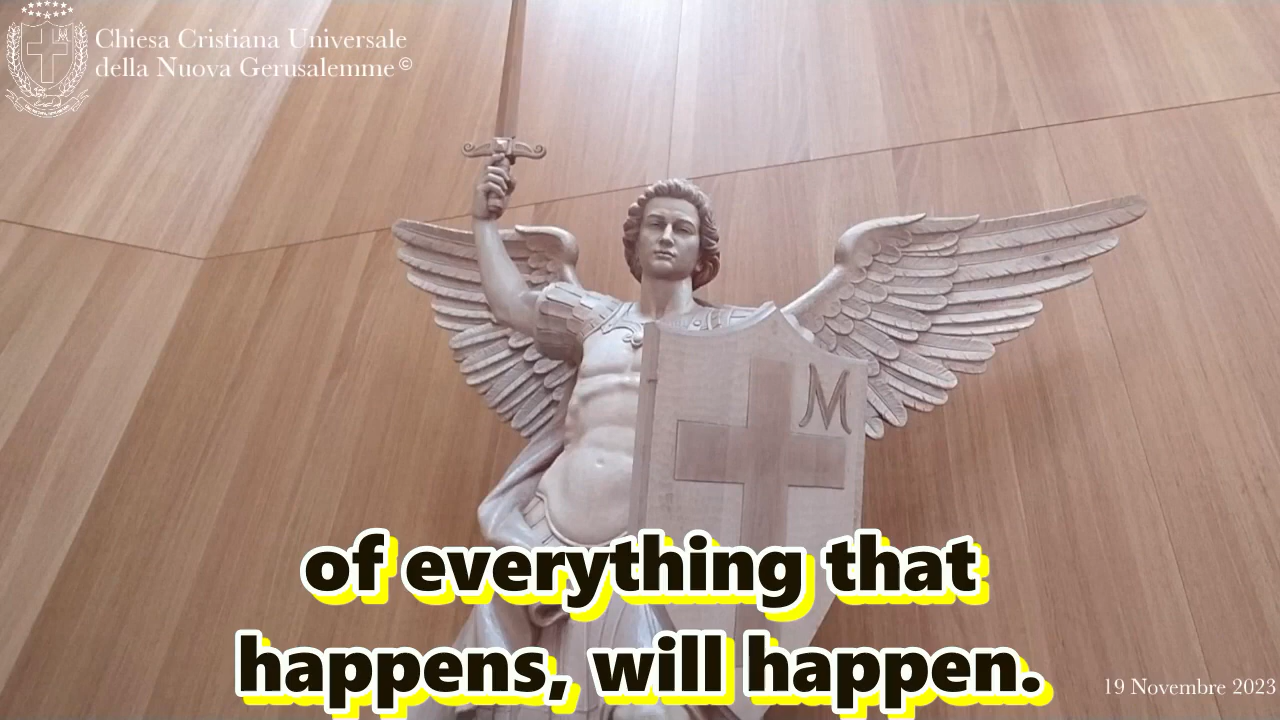 Chiesa Cristiana Universale
della Nuova Gerusalemme©
M
of everything that
happens, will happen.
19 Novembre 2023